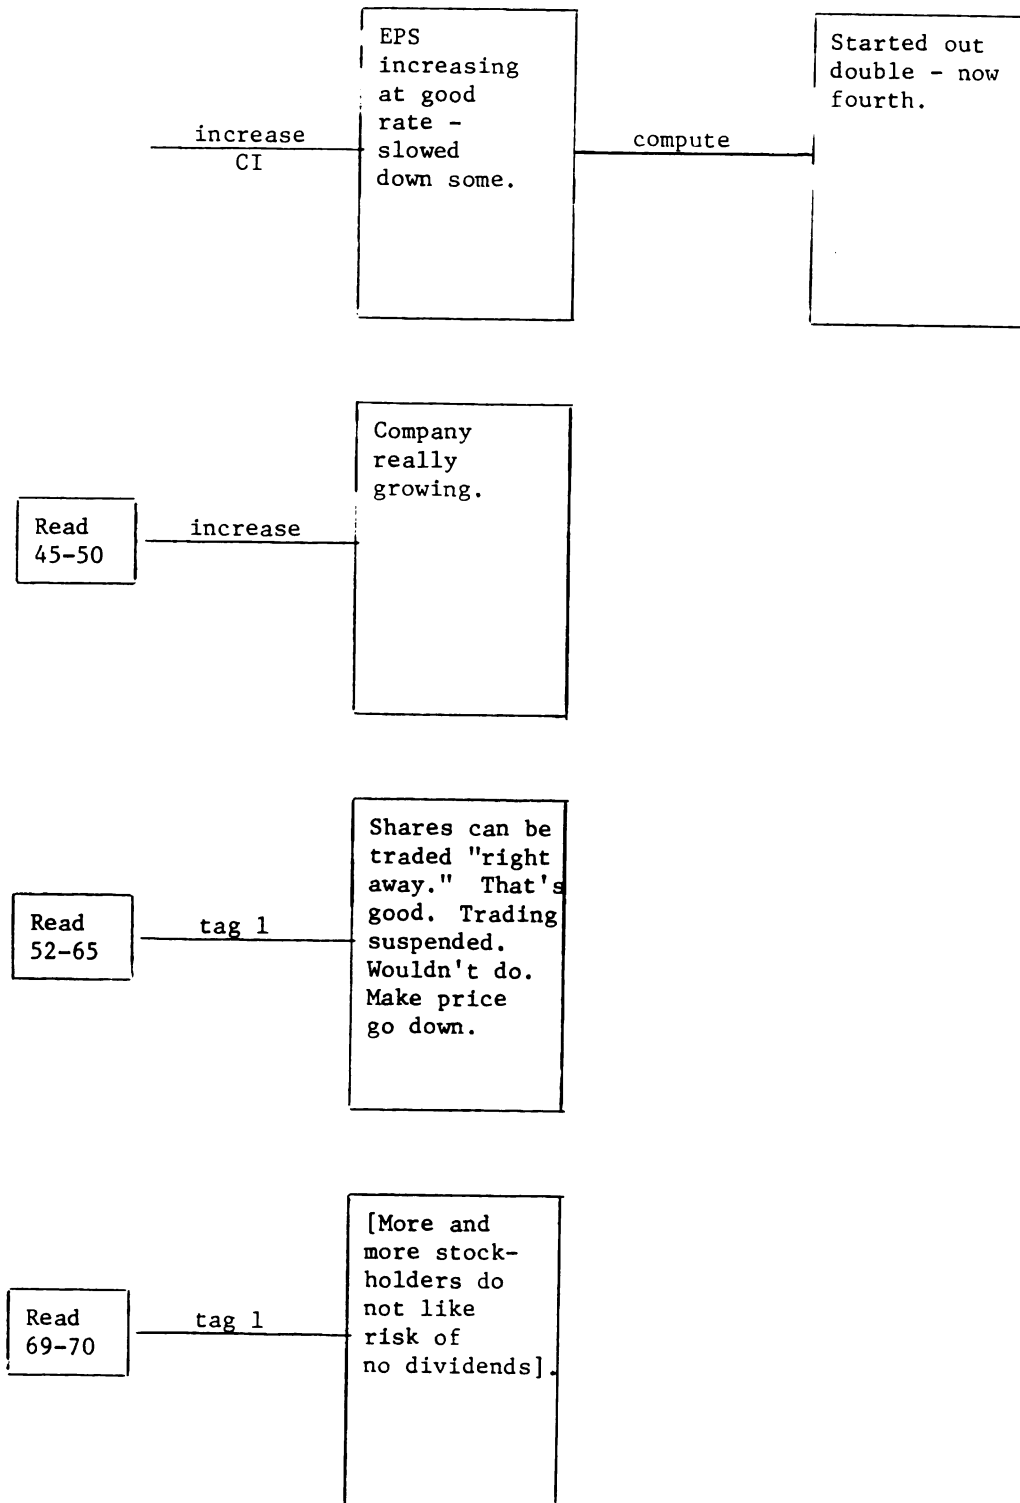 increase
CI
EPS
increasing
at good
rate -
slowed
down some.
compute
Started out
double - now
fourth.
Read
45-50
increase
Company
really
growing.
Read
52-65
tag 1
Shares can be
traded "right
away." That's
good. Trading
suspended.
Wouldn't do.
Make price
go down.
Read
69-70
tag 1
[More and
more stock-
holders do
not like
risk of
no dividends].